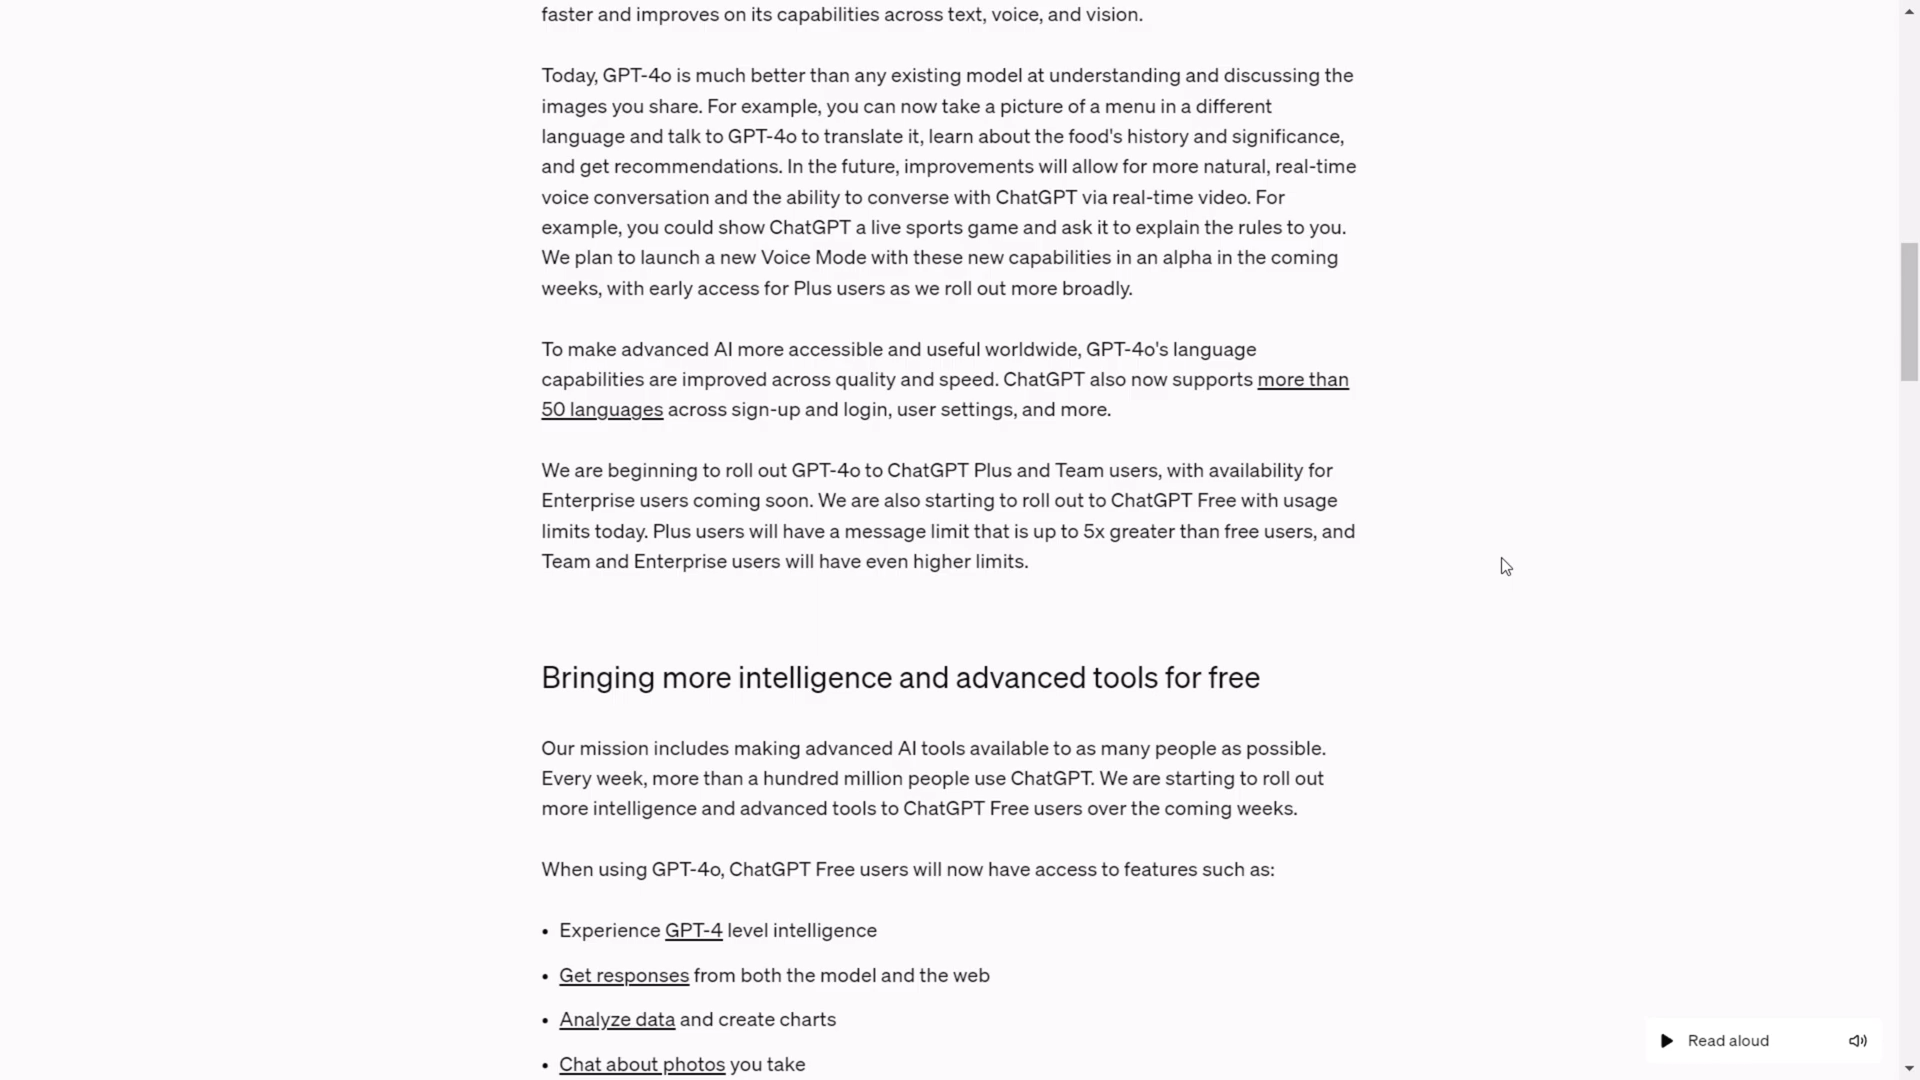 faster and improves on its capabilities across text, voice, and vision.
Today, GPT-4o is much better than any existing model at understanding and discussing the
images you share. For example, you can now take a picture of a menu in a different
language and talk to GPT-4o to translate it, learn about the food's history and significance,
and get recommendations. In the future, improvements will allow for more natural, real-time
voice conversation and the ability to converse with ChatGPT via real-time video. For
example, you could show ChatGPT a live sports game and ask it to explain the rules to you.
We plan to launch a new Voice Mode with these new capabilities in an alpha in the coming
weeks, with early access for Plus users as we roll out more broadly.
To make advanced AI more accessible and useful worldwide, GPT-4o's language
capabilities are improved across quality and speed. ChatGPT also now supports more than
50 languages across sign-up and login, user settings, and more.
We are beginning to roll out GPT-4o to ChatGPT Plus and Team users, with availability for
Enterprise users coming soon. We are also starting to roll out to ChatGPT Free with usage
limits today. Plus users will have a message limit that is up to 5x greater than free users, and
Team and Enterprise users will have even higher limits.
Bringing more intelligence and advanced tools for free
Our mission includes making advanced AI tools available to as many people as possible.
Every week, more than a hundred million people use ChatGPT. We are starting to roll out
more intelligence and advanced tools to ChatGPT Free users over the coming weeks.
When using GPT-4o, ChatGPT Free users will now have access to features such as:
• Experience GPT-4 level intelligence
• Get responses from both the model and the web
• Analyze data and create charts
• Chat about photos you take
Read aloud